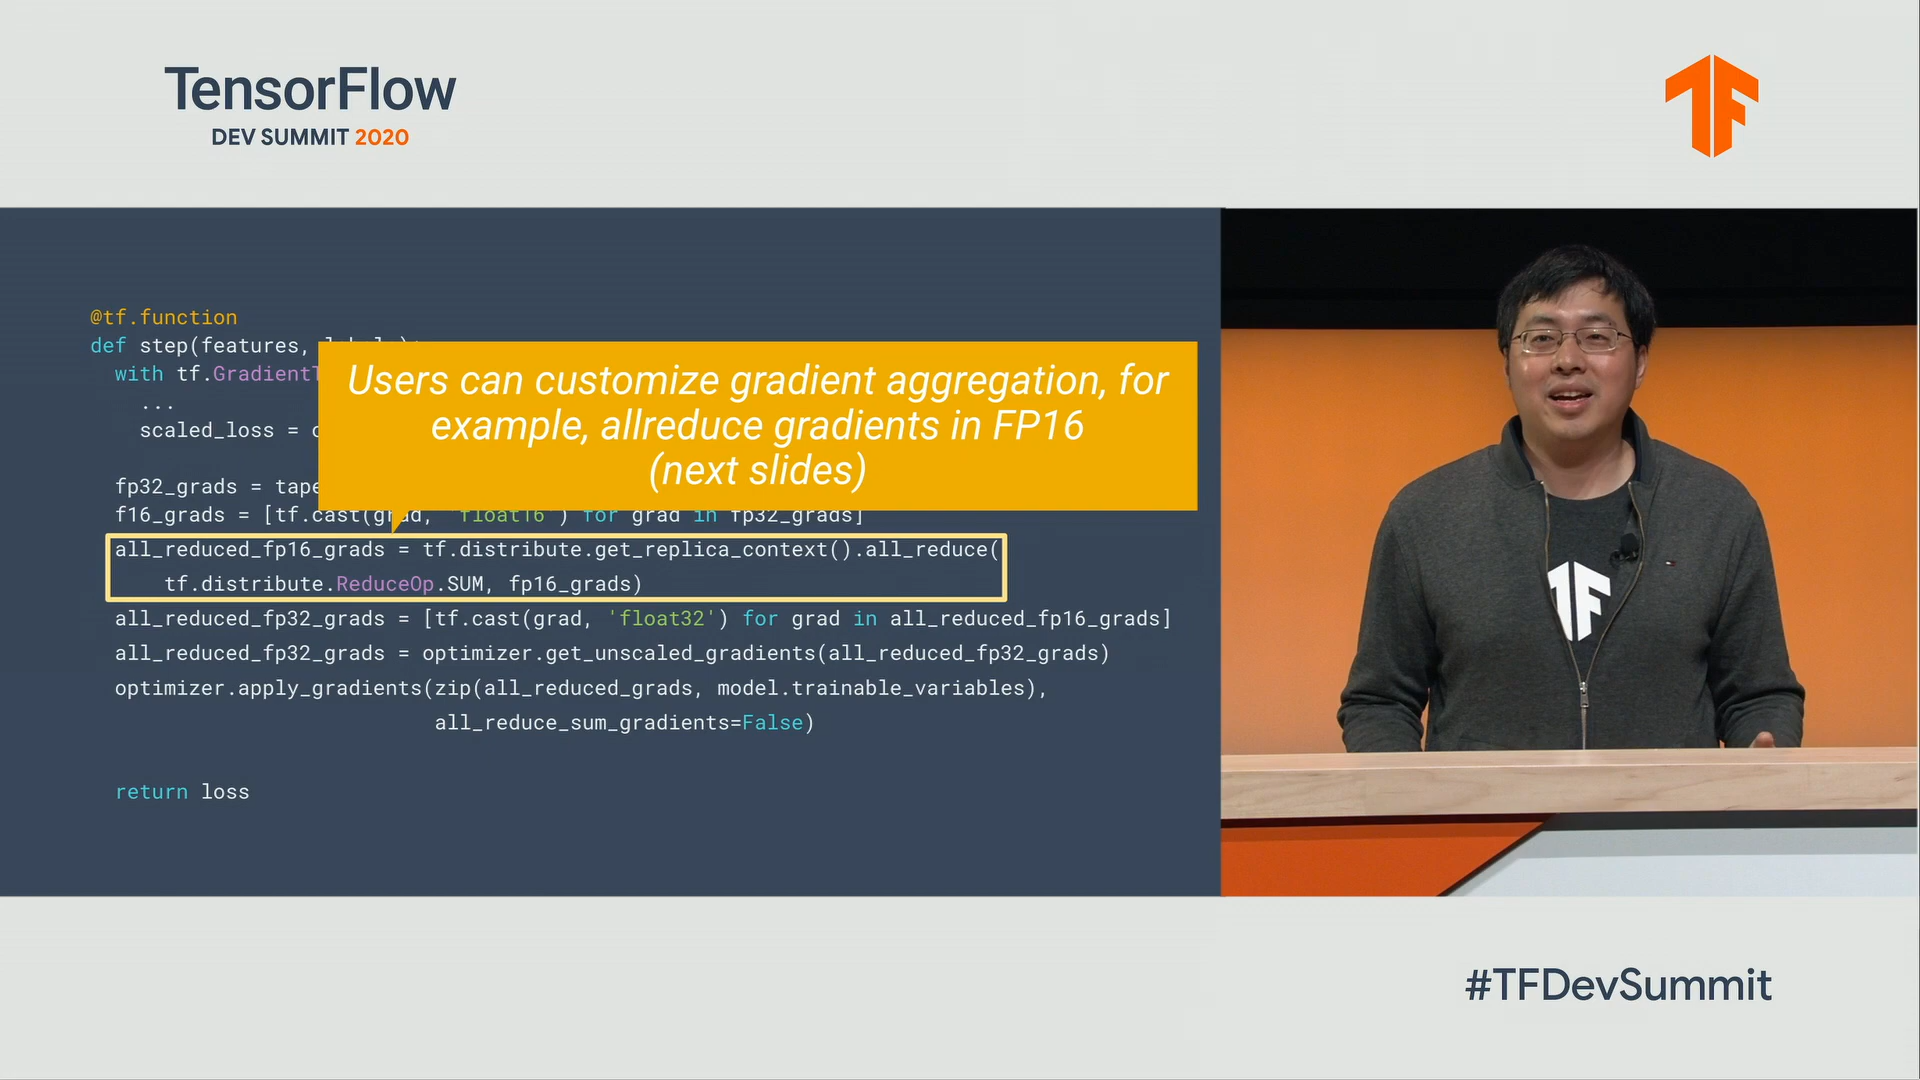 TensorFlow
DEV SUMMIT 2020
@tf.function
def step(features,
with tf.GradientT
...
scaled_loss =
Users can customize gradient aggregation, for
example, allreduce gradients in FP16
(next slides)
fp32_grads = tape
f16_grads = [tf.cast(grad, 'float16') for grad in fp32_grads]
all_reduced_fp16_grads = tf.distribute.get_replica_context().all_reduce(
tf.distribute.ReduceOp.SUM, fp16_grads)
all_reduced_fp32_grads = [tf.cast(grad, 'float32') for grad in all_reduced_fp16_grads]
all_reduced_fp32_grads = optimizer.get_unscaled_gradients(all_reduced_fp32_grads)
optimizer.apply_gradients(zip(all_reduced_grads, model.trainable_variables),
all_reduce_sum_gradients=False)
return loss
#TFDevSummit